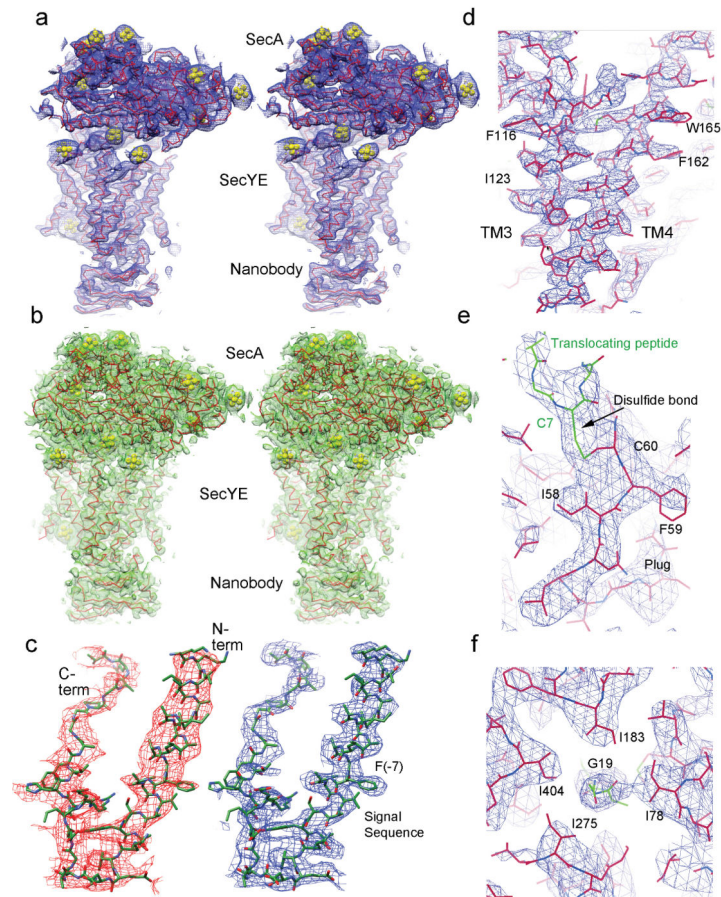 a
SecA
SecYE
Nanobody
b
SecA
SecYE
Nanobody
c
C-
term
N-
term
F(-7)
Signal
Sequence
d
F116
W165
F162
I123
TM3
TM4
e
Translocating peptide
Disulfide bond
C7
C60
I58
F59
Plug
f
I183
G19
I404
I78
I275